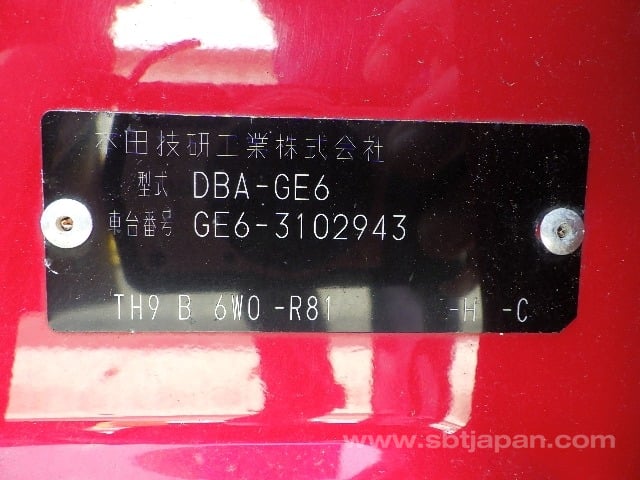 本田技研工業株式会社
型式 DBA-GE6
車台番号 GE6-3102943
TH9 B 6W0 -R81 -H -C
www.sbtjapan.com